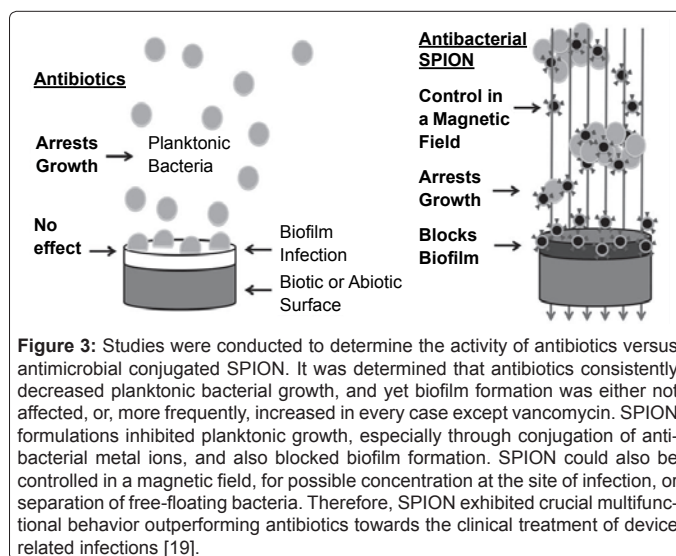 Antibiotics
Arrests
Growth
Planktonic
Bacteria
No
effect
Biofilm
Infection
Biotic or Abiotic
Surface
Antibacterial
SPION
Control in
a Magnetic
Field
Arrests
Growth
Blocks
Biofilm
Figure 3: Studies were conducted to determine the activity of antibiotics versus
antimicrobial conjugated SPION. It was determined that antibiotics consistently
decreased planktonic bacterial growth, and yet biofilm formation was either not
affected, or, more frequently, increased in every case except vancomycin. SPION
formulations inhibited planktonic growth, especially through conjugation of anti-
bacterial metal ions, and also blocked biofilm formation. SPION could also be
controlled in a magnetic field, for possible concentration at the site of infection, or
separation of free-floating bacteria. Therefore, SPION exhibited crucial multifunc-
tional behavior outperforming antibiotics towards the clinical treatment of device
related infections [19].